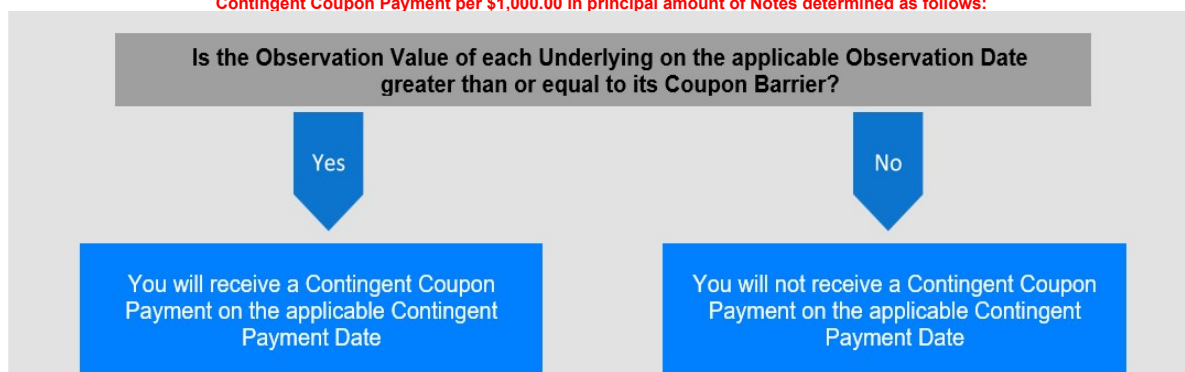 Contingent Coupon Payment per $1,000.00 in principal amount of Notes determined as follows:
Is the Observation Value of each Underlying on the applicable Observation Date
greater than or equal to its Coupon Barrier?
Yes
No
You will receive a Contingent Coupon
Payment on the applicable Contingent
Payment Date
You will not receive a Contingent Coupon
Payment on the applicable Contingent
Payment Date